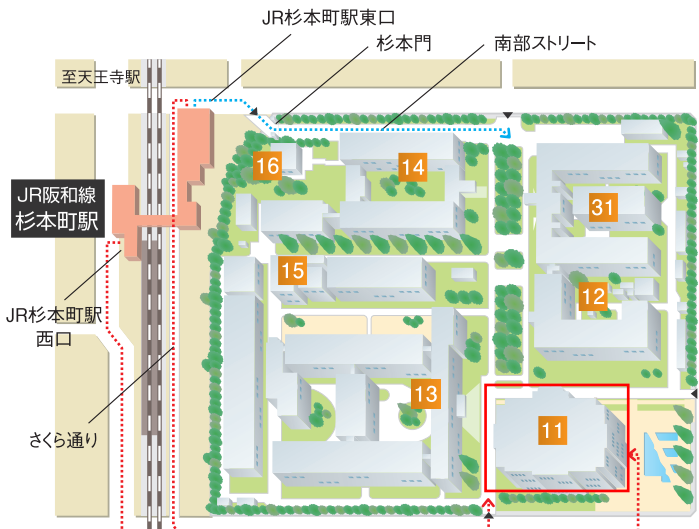 JR杉本町駅東口
杉本門
南部ストリート
至天王寺駅
16
14
31
JR阪和線
杉本町駅
15
12
JR杉本町駅
西口
13
11
さくら通り